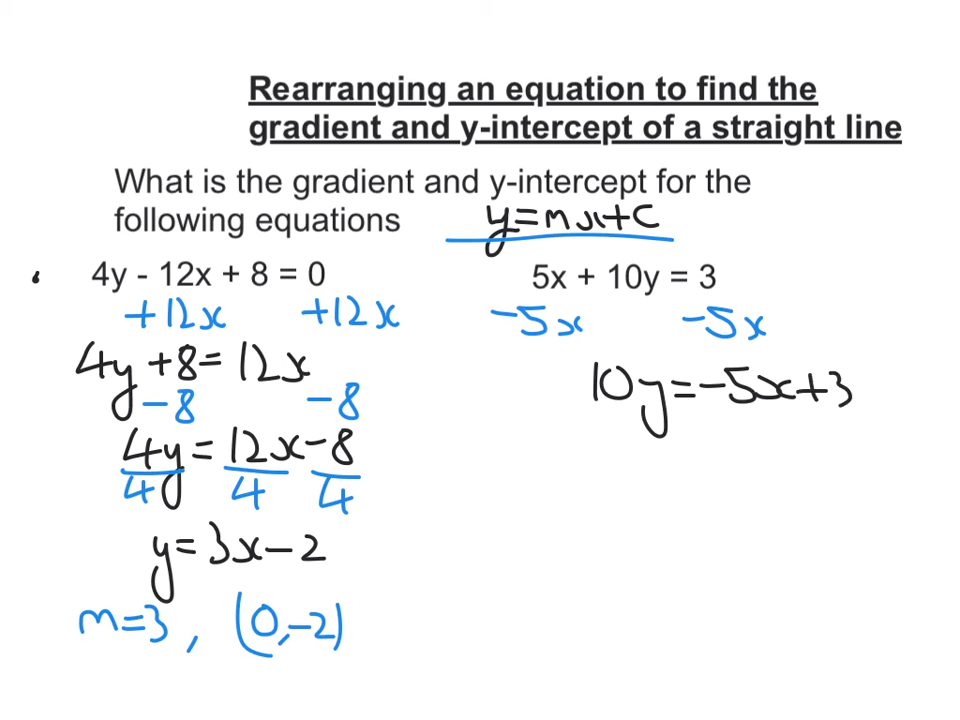 Rearranging an equation to find the
gradient and y-intercept of a straight line
What is the gradient and y-intercept for the
following equations
y=mx+c
4y - 12x + 8 = 0
+12x +12x
4y +8= 12x
-8 -8
4y = 12x - 8
4 4 4
y = 3x - 2
m=3, (0,-2)
5x + 10y = 3
-5x -5x
10y = -5x+3